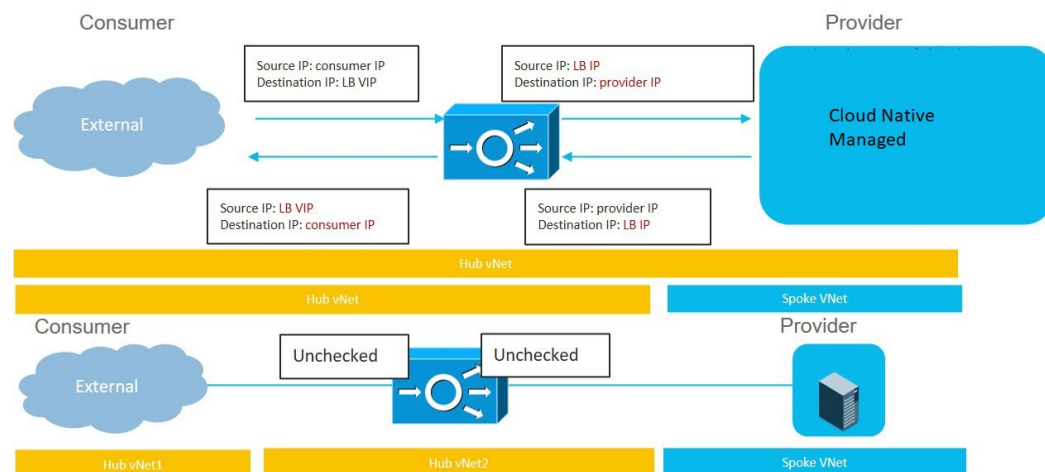 Consumer
Provider
Source IP: consumer IP
Destination IP: LB VIP
Source IP: LB IP
Destination IP: provider IP
External
Cloud Native
Managed
Source IP: LB VIP
Destination IP: consumer IP
Source IP: provider IP
Destination IP: LB IP
Hub vNet
Hub vNet
Spoke VNet
Consumer
Provider
Unchecked
Unchecked
External
Hub vNet1
Hub vNet2
Spoke VNet